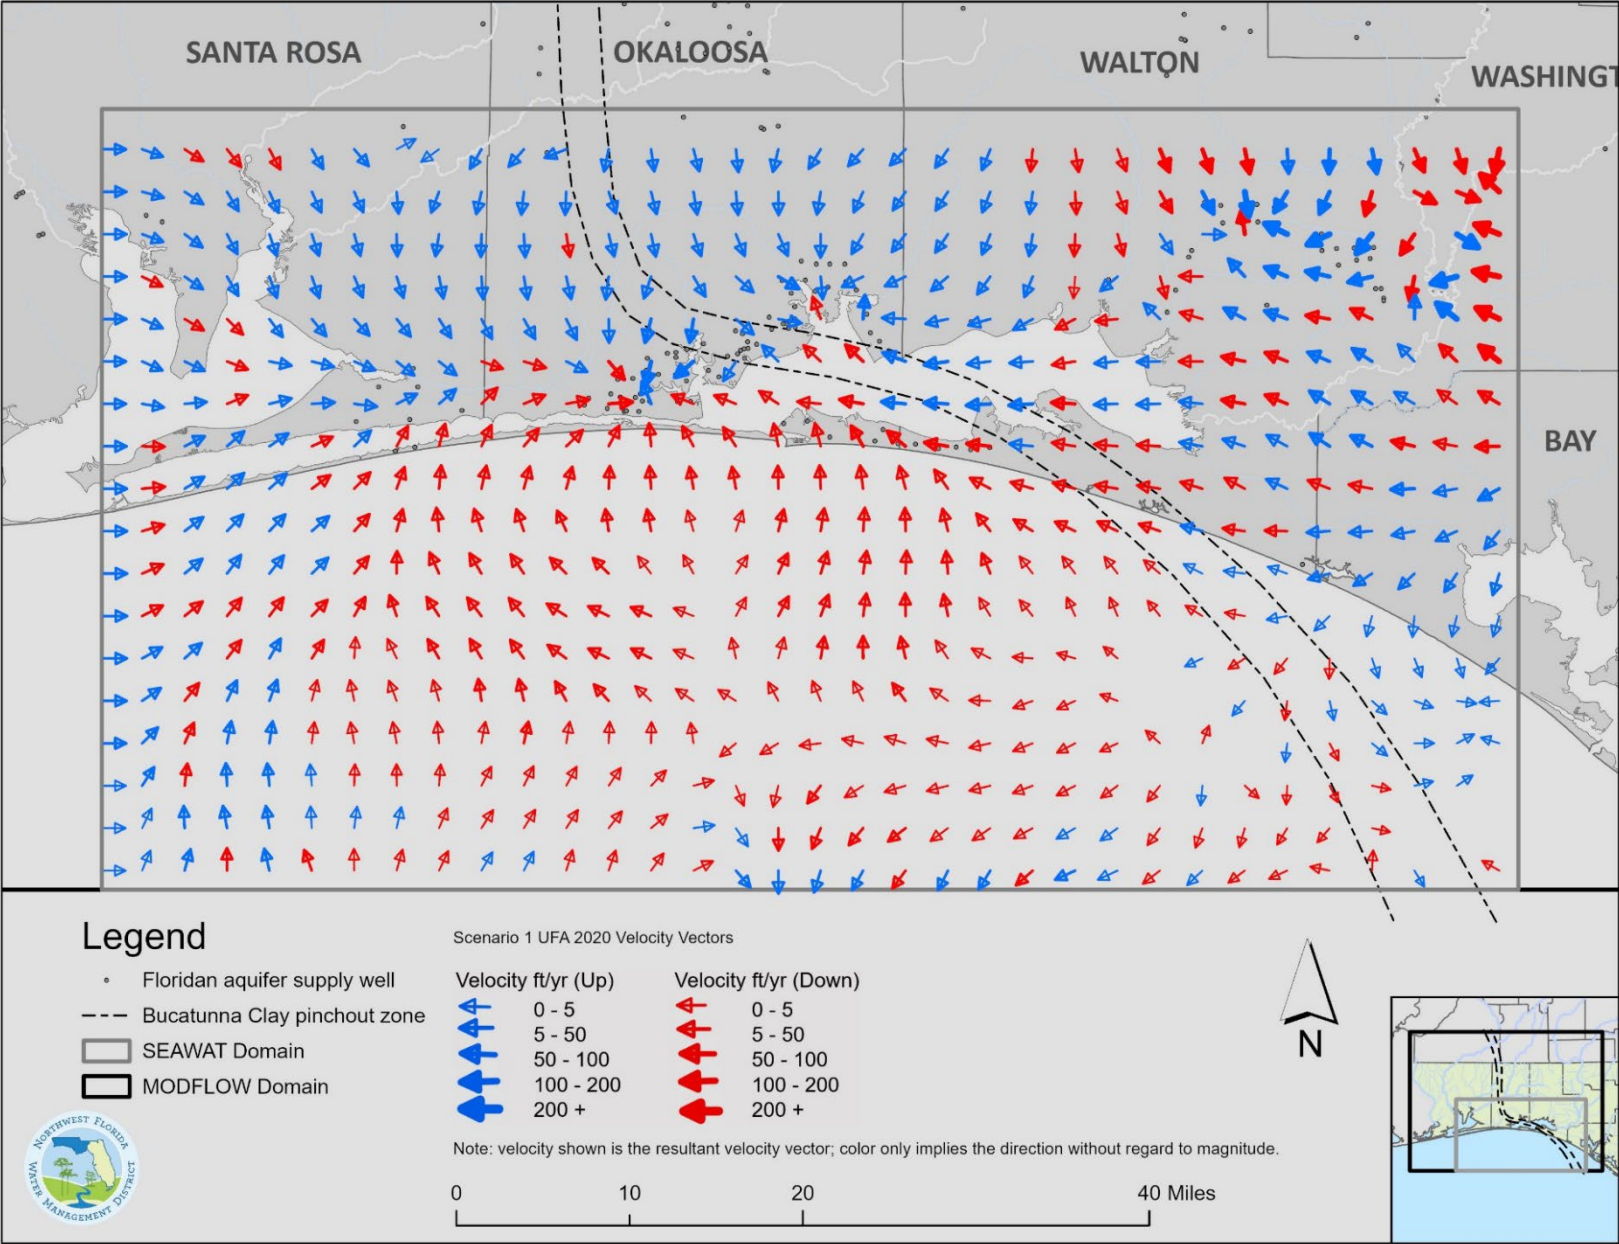 SANTA ROSA
OKALOOSA
WALTON
WASHINGT
BAY
Legend
Floridan aquifer supply well
Bucatunna Clay pinchout zone
SEAWAT Domain
MODFLOW Domain
Scenario 1 UFA 2020 Velocity Vectors
Velocity ft/yr (Up) Velocity ft/yr (Down)
0 - 5 0 - 5
5 - 50 5 - 50
50 - 100 50 - 100
100 - 200 100 - 200
200 + 200 +
Note: velocity shown is the resultant velocity vector; color only implies the direction without regard to magnitude.
0 10 20 40 Miles
N
NORTHWEST FLORIDA
WATER MANAGEMENT DISTRICT